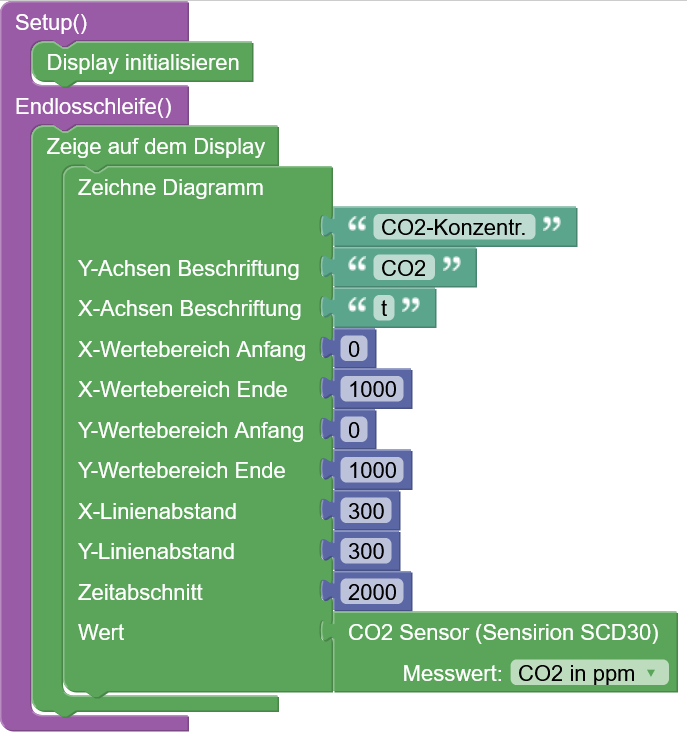 Setup()
Display initialisieren
Endlosschleife()
Zeige auf dem Display
Zeichne Diagramm
“ CO2-Konzentr. ”
Y-Achsen Beschriftung “ CO2 ”
X-Achsen Beschriftung “ t ”
X-Wertebereich Anfang 0
X-Wertebereich Ende 1000
Y-Wertebereich Anfang 0
Y-Wertebereich Ende 1000
X-Linienabstand 300
Y-Linienabstand 300
Zeitabschnitt 2000
Wert CO2 Sensor (Sensirion SCD30)
Messwert: CO2 in ppm